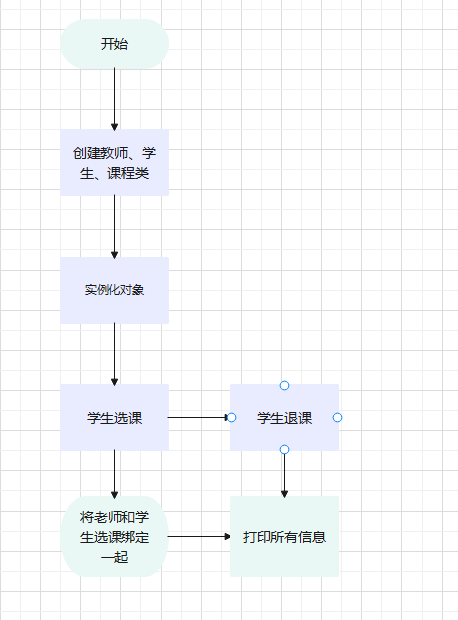 开始
创建教师、学
生、课程类
实例化对象
学生选课
学生退课
将老师和学
生选课绑定
一起
打印所有信息